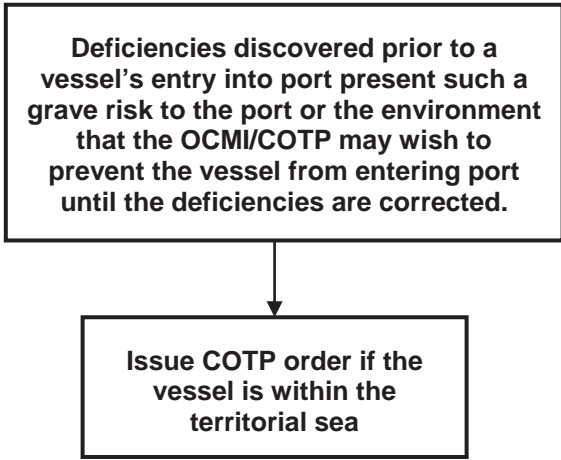 Deficiencies discovered prior to a
vessel’s entry into port present such a
grave risk to the port or the environment
that the OCMI/COTP may wish to
prevent the vessel from entering port
until the deficiencies are corrected.
Issue COTP order if the
vessel is within the
territorial sea